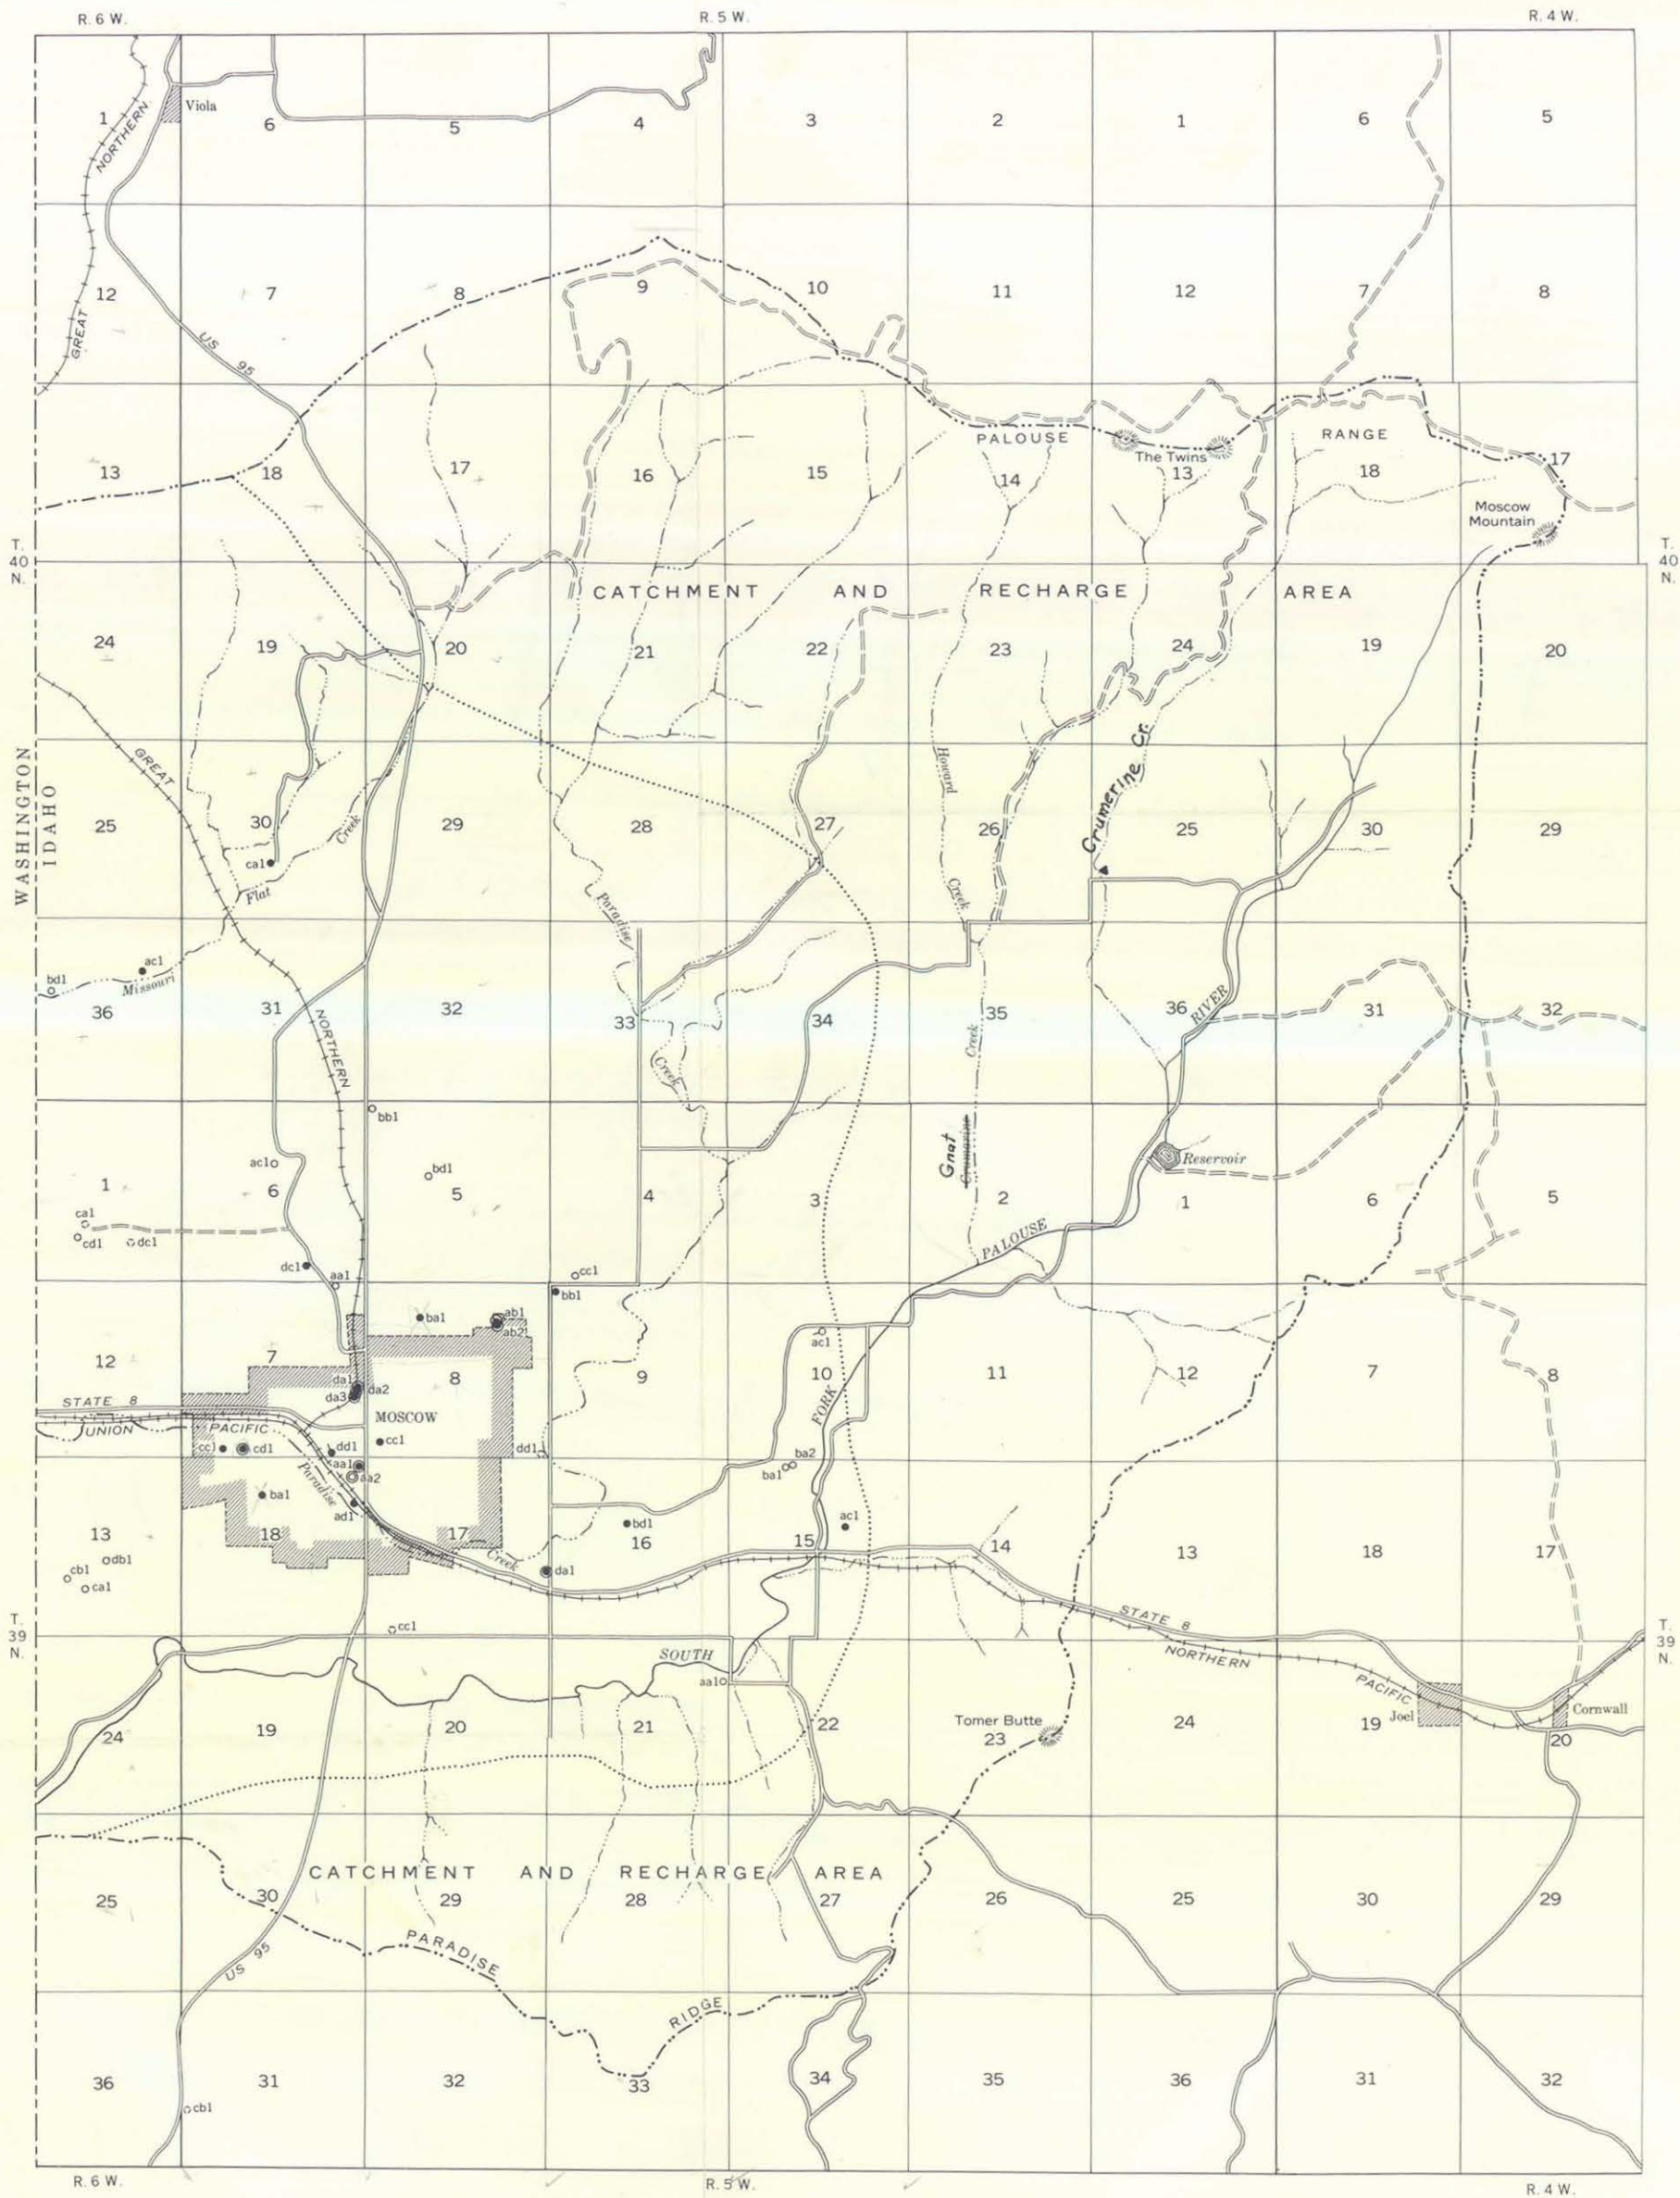 R. 6 W. R. 5 W. R. 4 W.
Viola
1 6 5 4 3 2 1 6 5
NORTHERN
GREAT
12 7 8 9 10 11 12 7 8
US 95
PALOUSE RANGE
The Twins
13 18 17 16 15 14 13 18 17
Moscow
Mountain
T.
40
N.
T.
40
N.
CATCHMENT AND RECHARGE AREA
24 19 20 21 22 23 24 19 20
WASHINGTON
IDAHO
GREAT
Howard
Crumerine Cr.
25 30 29 28 27 26 25 30 29
Creek
ca1
Flat
Paradise
Creek
ac1
bd1
Missouri
36 31 32 33 34 35 36 31 32
NORTHERN
RIVER
Creek
Creek
bb1
ac1
bd1
Gnat
Crumarine
Reservoir
1 6 5 4 3 2 1 6 5
ca1
cd1
dc1
PALOUSE
dc1
aa1
cc1
bb1
ba1
ab1
ab2
ac1
12 7 8 9 10 11 12 7 8
da1
da2
da3
STATE 8
MOSCOW
FORK
UNION PACIFIC
cc1
cd1
dd1
cc1
dd1
aa1
aa2
ba2
ba1
Paradise
ba1
ad1
bd1
ac1
13 18 17 16 15 14 13 18 17
db1
cb1
ca1
Creek
da1
T.
39
N.
T.
39
N.
cc1
STATE 8
SOUTH
NORTHERN
PACIFIC
aa1
Joel
Cornwall
Tomer Butte
24 19 20 21 22 23 24 19 20
CATCHMENT AND RECHARGE AREA
25 30 29 28 27 26 25 30 29
PARADISE
US 95
RIDGE
36 31 32 33 34 35 36 31 32
cb1
R. 6 W. R. 5 W. R. 4 W.